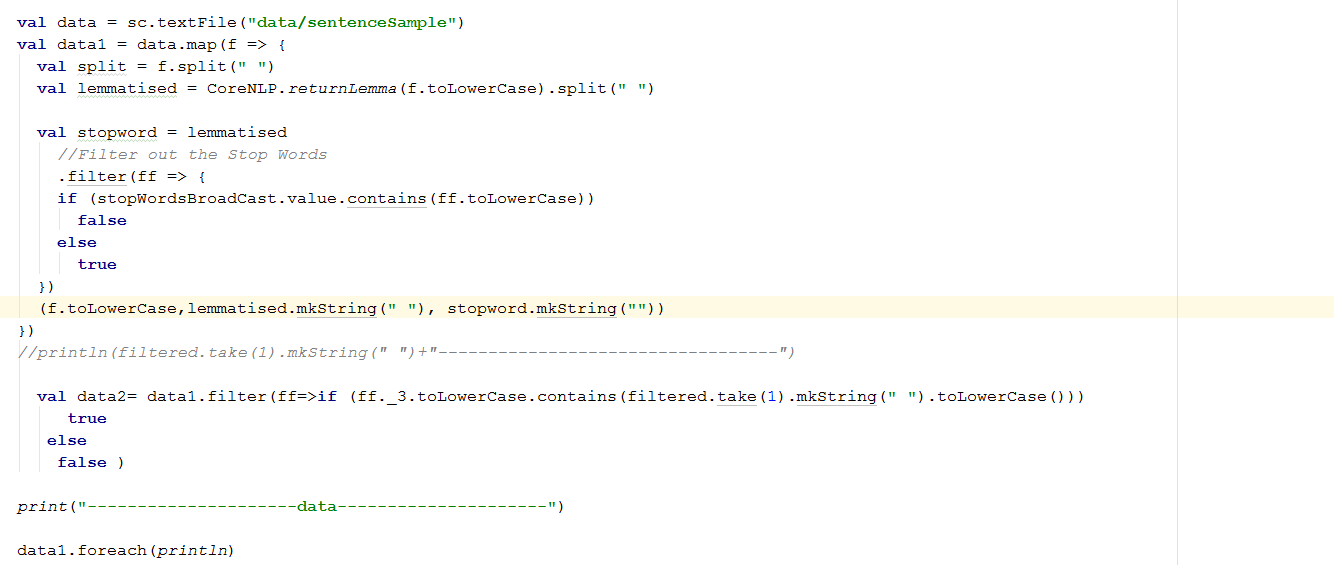 val data = sc.textFile("data/sentenceSample")
val data1 = data.map(f => {
  val split = f.split(" ")
  val lemmatised = CoreNLP.returnLemma(f.toLowerCase).split(" ")
  val stopword = lemmatised
    //Filter out the Stop Words
    .filter(ff => {
    if (stopWordsBroadCast.value.contains(ff.toLowerCase))
      false
    else
      true
  })
  (f.toLowerCase,lemmatised.mkString(" "), stopword.mkString(""))
})
//println(filtered.take(1).mkString(" ")+"----------------------------------")
  val data2= data1.filter(ff=>if (ff._3.toLowerCase.contains(filtered.take(1).mkString(" ").toLowerCase()))
     true
   else
    false )
print("---------------------data---------------------")
data1.foreach(println)